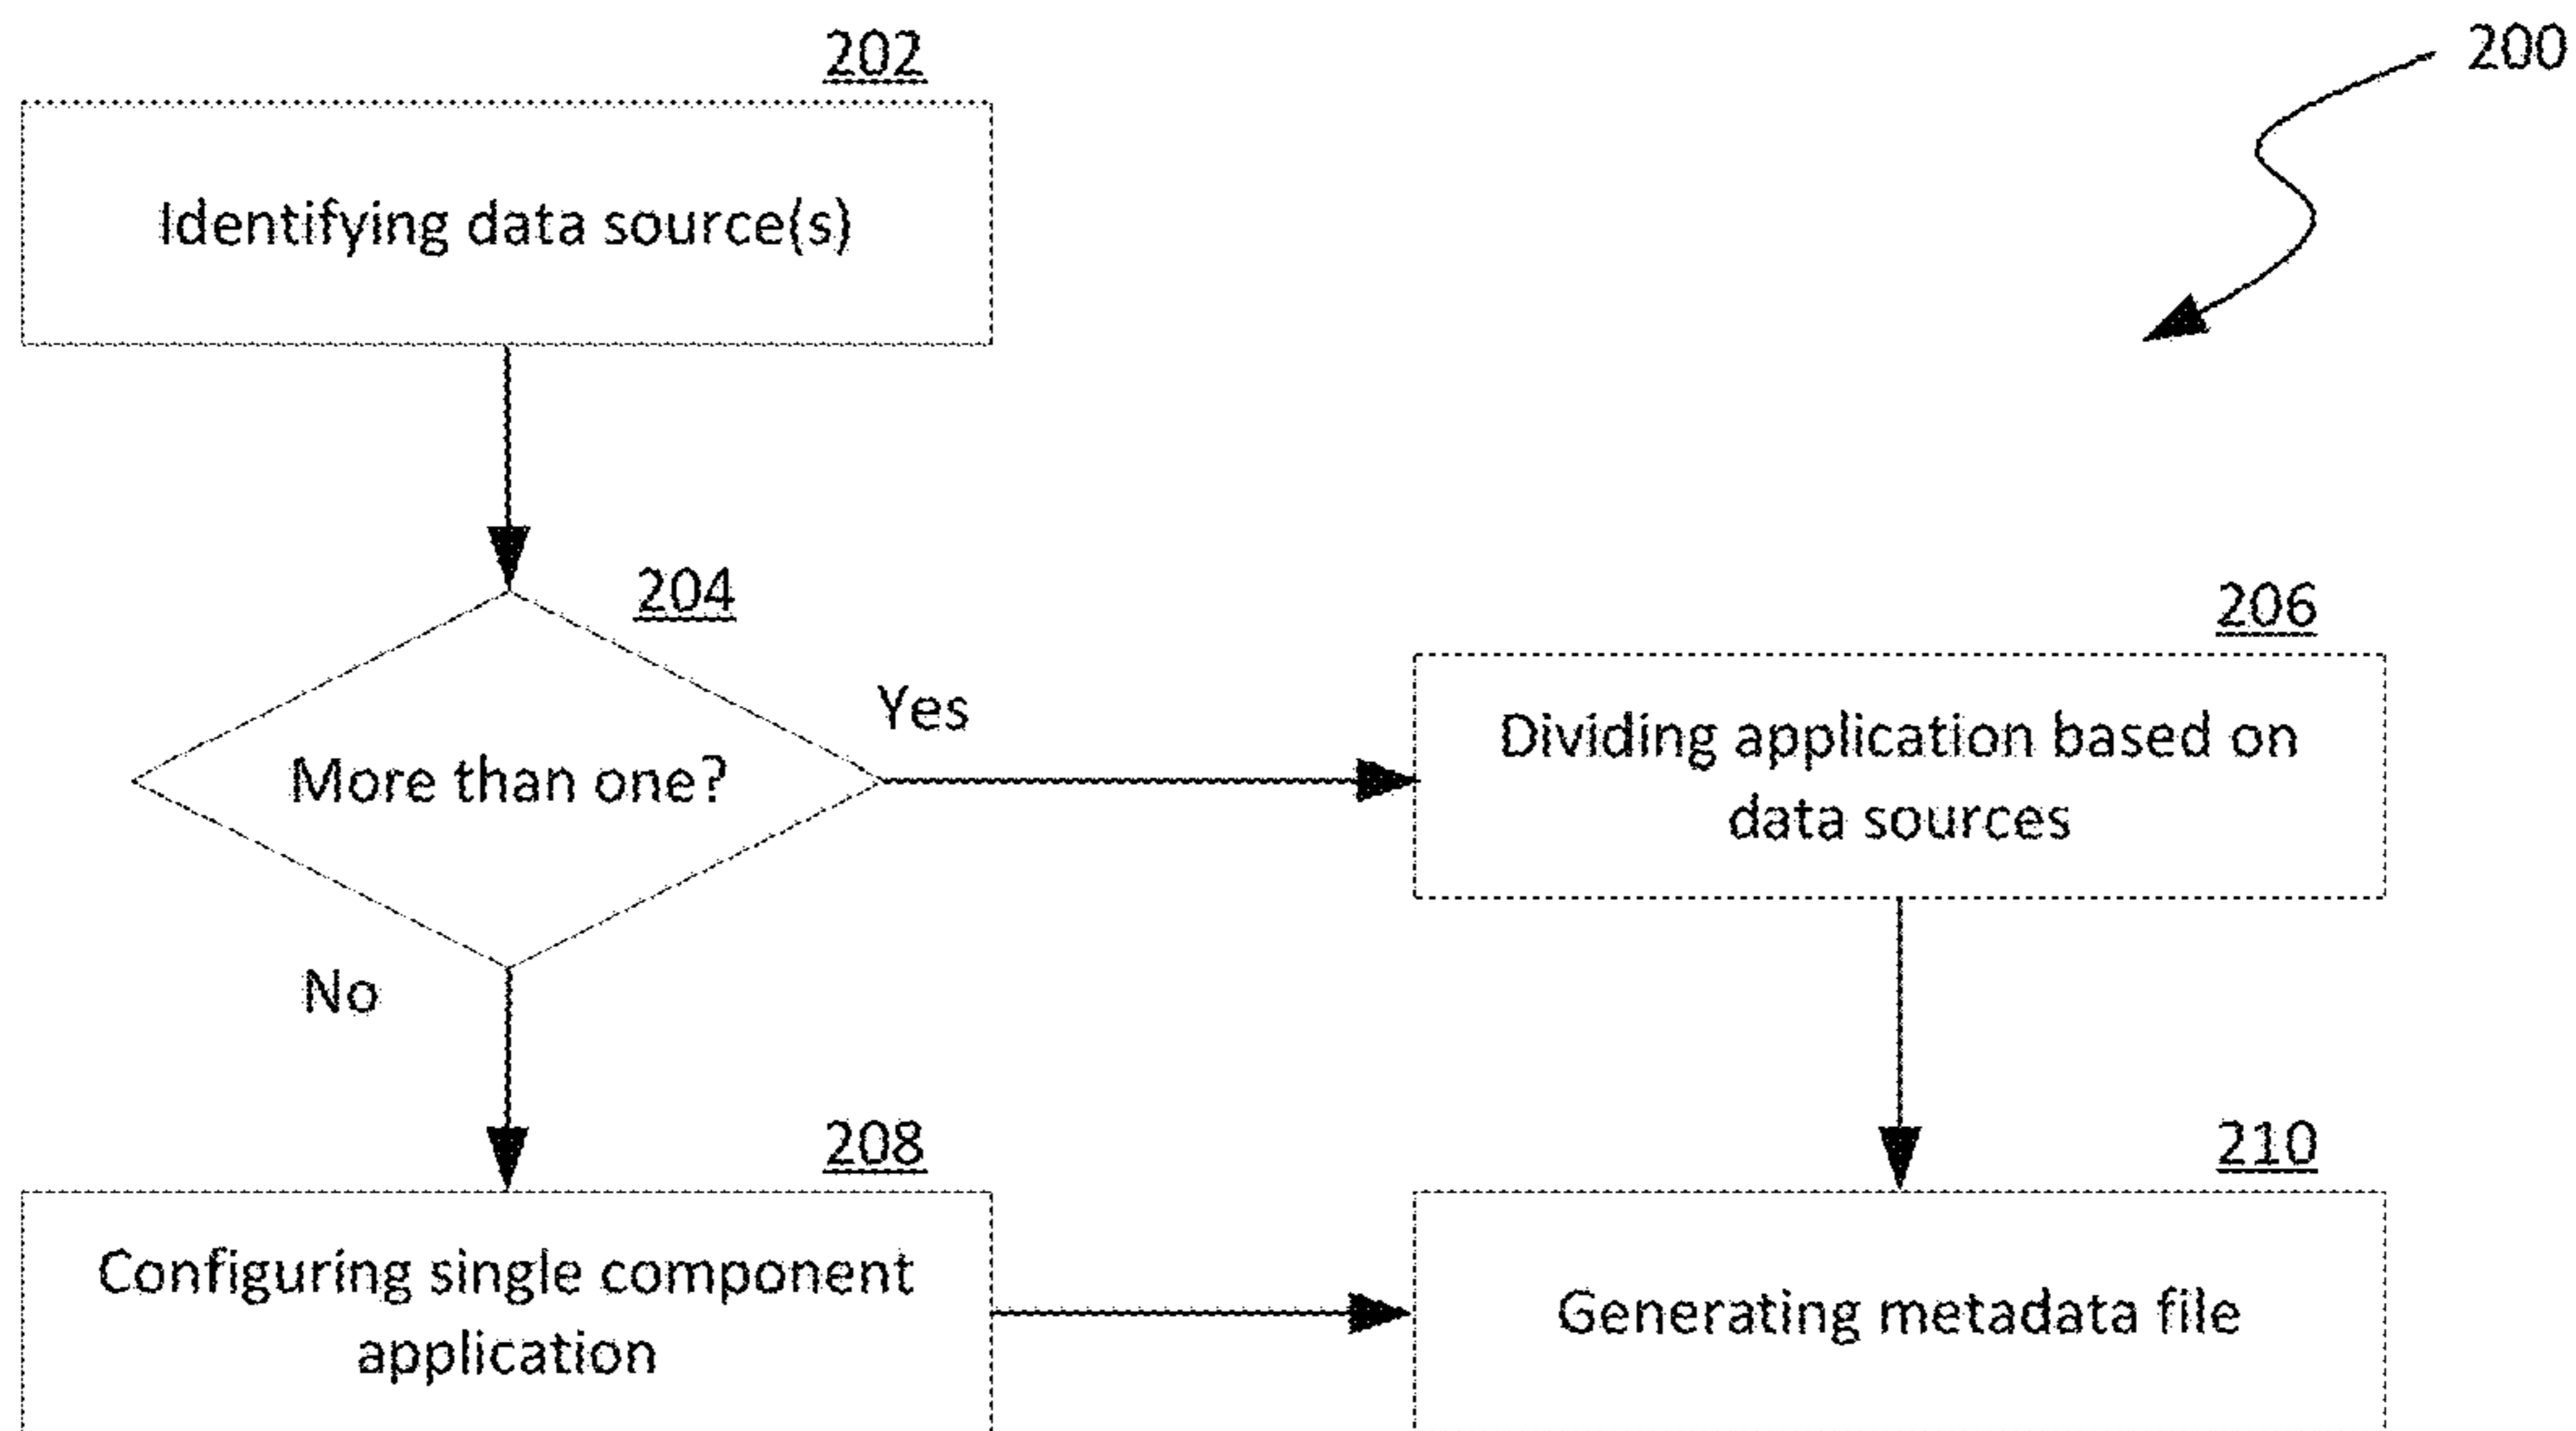 202
200
Identifying data source(s)
204
More than one?
Yes
No
206
Dividing application based on
data sources
208
Configuring single component
application
210
Generating metadata file